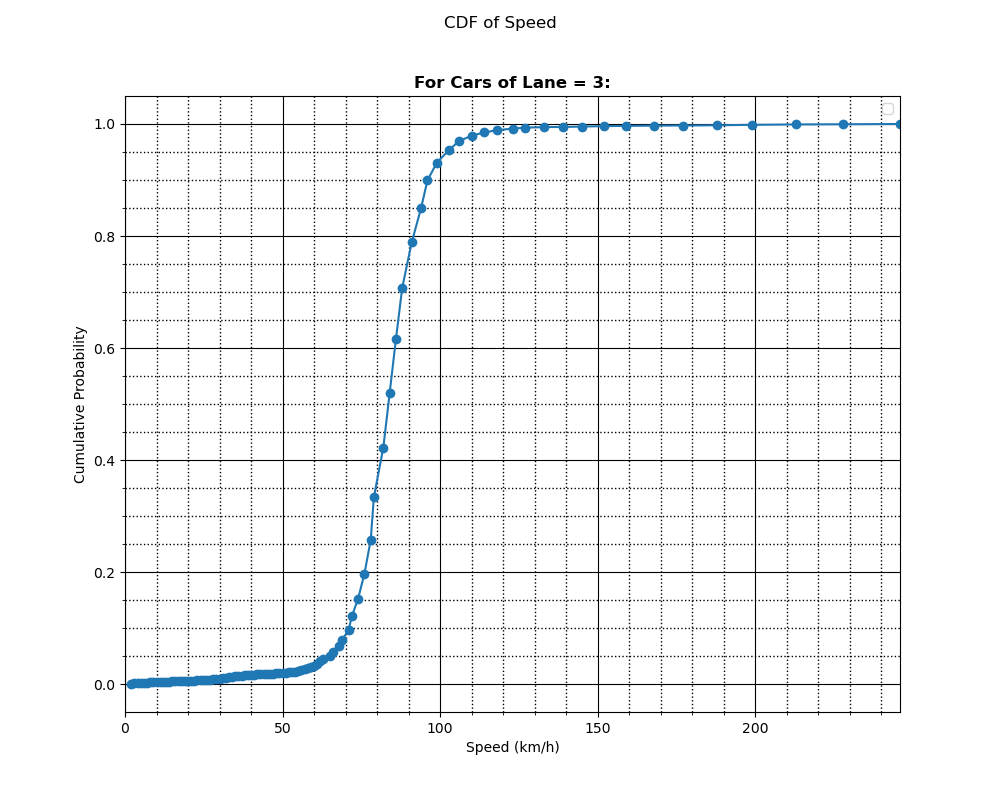 CDF of Speed
For Cars of Lane = 3:
1.0
0.8
0.6
0.4
0.2
0.0
Cumulative Probability
0 50 100 150 200
Speed (km/h)